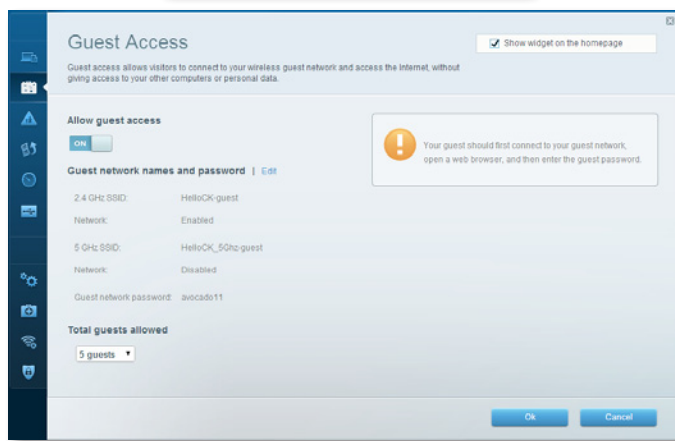 Guest Access
Show widget on the homepage
Guest access allows visitors to connect to your wireless guest network and access the Internet, without
giving access to your other computers or personal data.
Allow guest access
ON
Your guest should first connect to your guest network,
open a web browser, and then enter the guest password.
Guest network names and password | Edit
2.4 GHz SSID: HelloCK-guest
Network: Enabled
5 GHz SSID: HelloCK_5Ghz-guest
Network: Disabled
Guest network password: avocado11
Total guests allowed
5 guests
Ok
Cancel